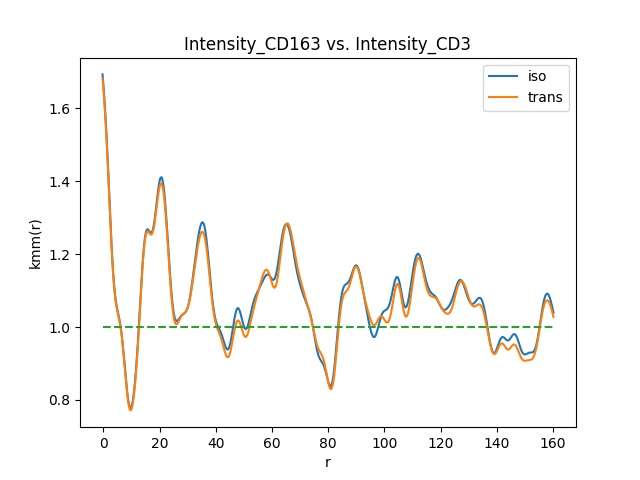 Intensity_CD163 vs. Intensity_CD3
iso
trans
kmm(r)
1.6
1.4
1.2
1.0
0.8
0 20 40 60 80 100 120 140 160
r